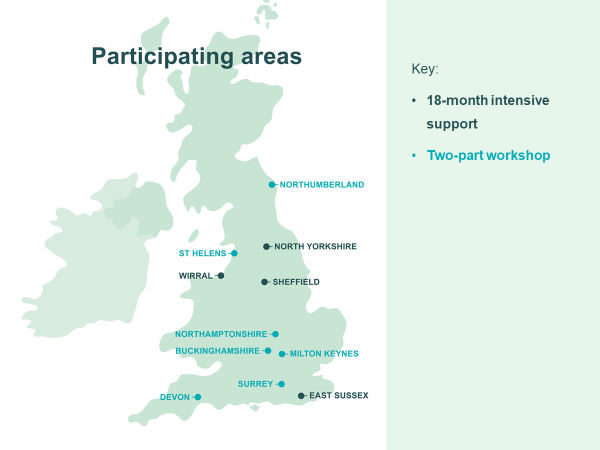 Participating areas
Key:
• 18-month intensive
support
• Two-part workshop
NORTHUMBERLAND
NORTH YORKSHIRE
ST HELENS
WIRRAL
SHEFFIELD
NORTHAMPTONSHIRE
BUCKINGHAMSHIRE
MILTON KEYNES
SURREY
EAST SUSSEX
DEVON